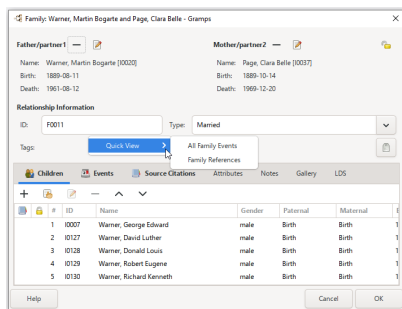 Family: Warner, Martin Bogarte and Page, Clara Belle - Gramps
Father/partner1
Mother/partner2
Name: Warner, Martin Bogarte [I0020]
Name: Page, Clara Belle [I0037]
Birth: 1889-08-11
Birth: 1889-10-14
Death: 1961-08-12
Death: 1969-12-20
Relationship Information
ID: F0011 Type: Married
Tags: Quick View All Family Events
Family References
Children Events Source Citations Attributes Notes Gallery LDS
# ID Name Gender Paternal Maternal
1 I0007 Warner, George Edward male Birth Birth
2 I0127 Warner, David Luther male Birth Birth
3 I0128 Warner, Donald Louis male Birth Birth
4 I0129 Warner, Robert Eugene male Birth Birth
5 I0130 Warner, Richard Kenneth male Birth Birth
Help Cancel OK